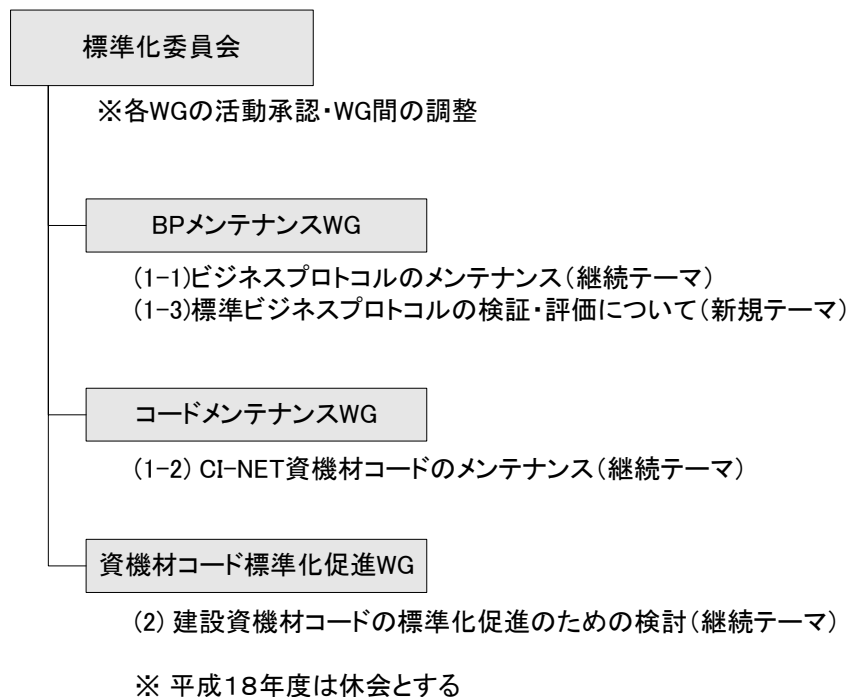 標準化委員会
※各WGの活動承認・WG間の調整
BPメンテナンスWG
(1-1)ビジネスプロトコルのメンテナンス(継続テーマ)
(1-3)標準ビジネスプロトコルの検証・評価について(新規テーマ)
コードメンテナンスWG
(1-2) CI-NET資機材コードのメンテナンス(継続テーマ)
資機材コード標準化促進WG
(2) 建設資機材コードの標準化促進のための検討(継続テーマ)
※ 平成18年度は休会とする